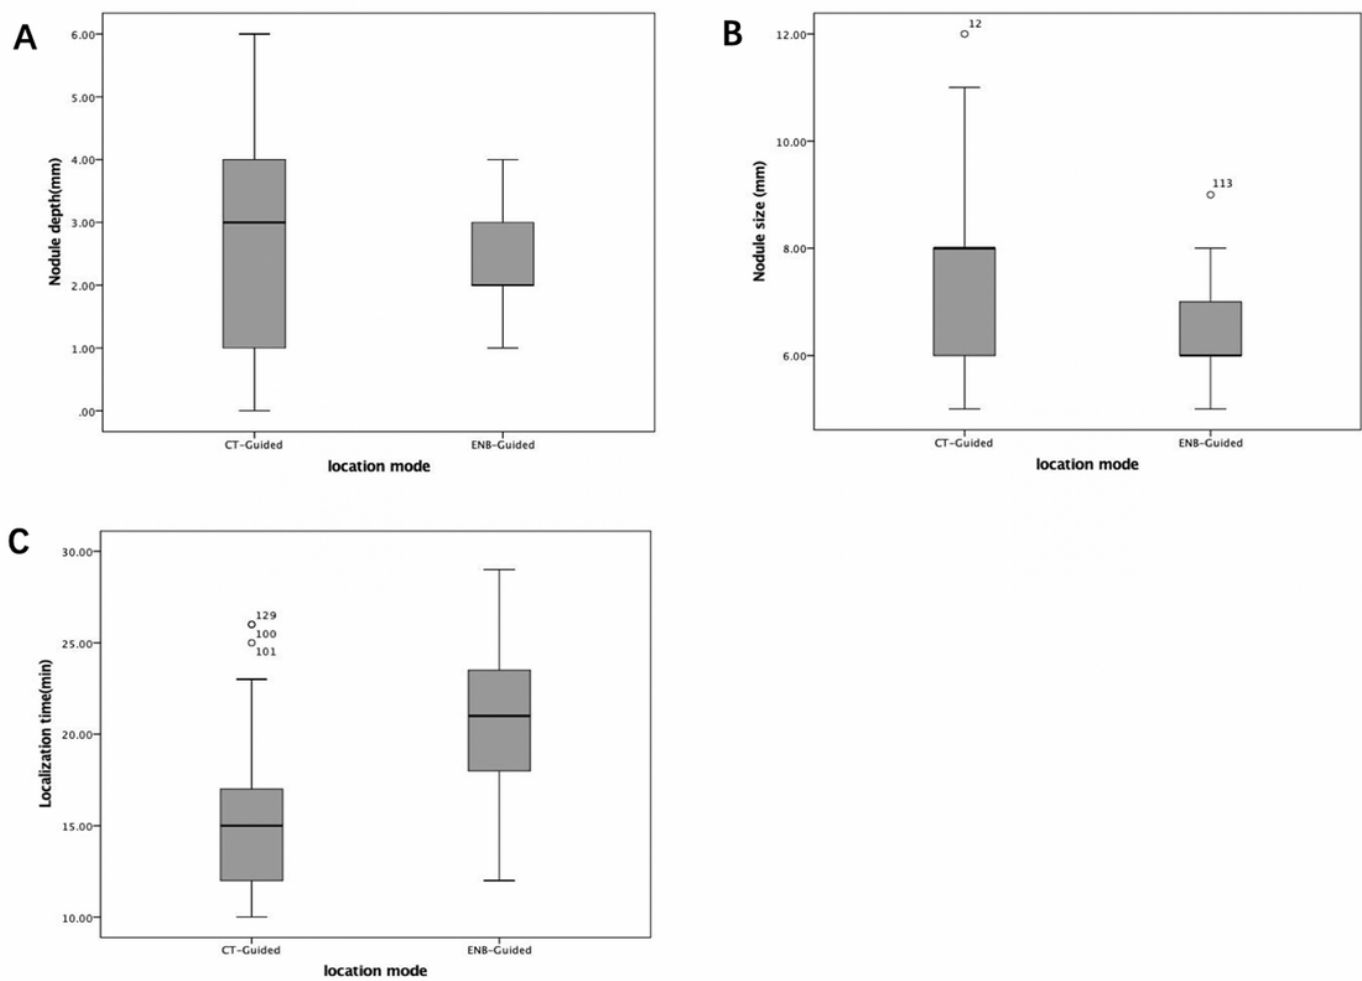 A
6.00
5.00
4.00
3.00
2.00
1.00
.00
Nodule depth(mm)
CT-Guided
ENB-Guided
location mode
B
12.00
10.00
8.00
6.00
Nodule size (mm)
12
113
CT-Guided
ENB-Guided
location mode
C
30.00
25.00
20.00
15.00
10.00
Localization time(min)
129
100
101
CT-Guided
ENB-Guided
location mode